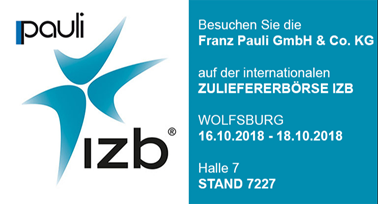 pauli
izb®
Besuchen Sie die
Franz Pauli GmbH & Co. KG
auf der internationalen
ZULIEFERERBÖRSE IZB
WOLFSBURG
16.10.2018 - 18.10.2018
Halle 7
STAND 7227